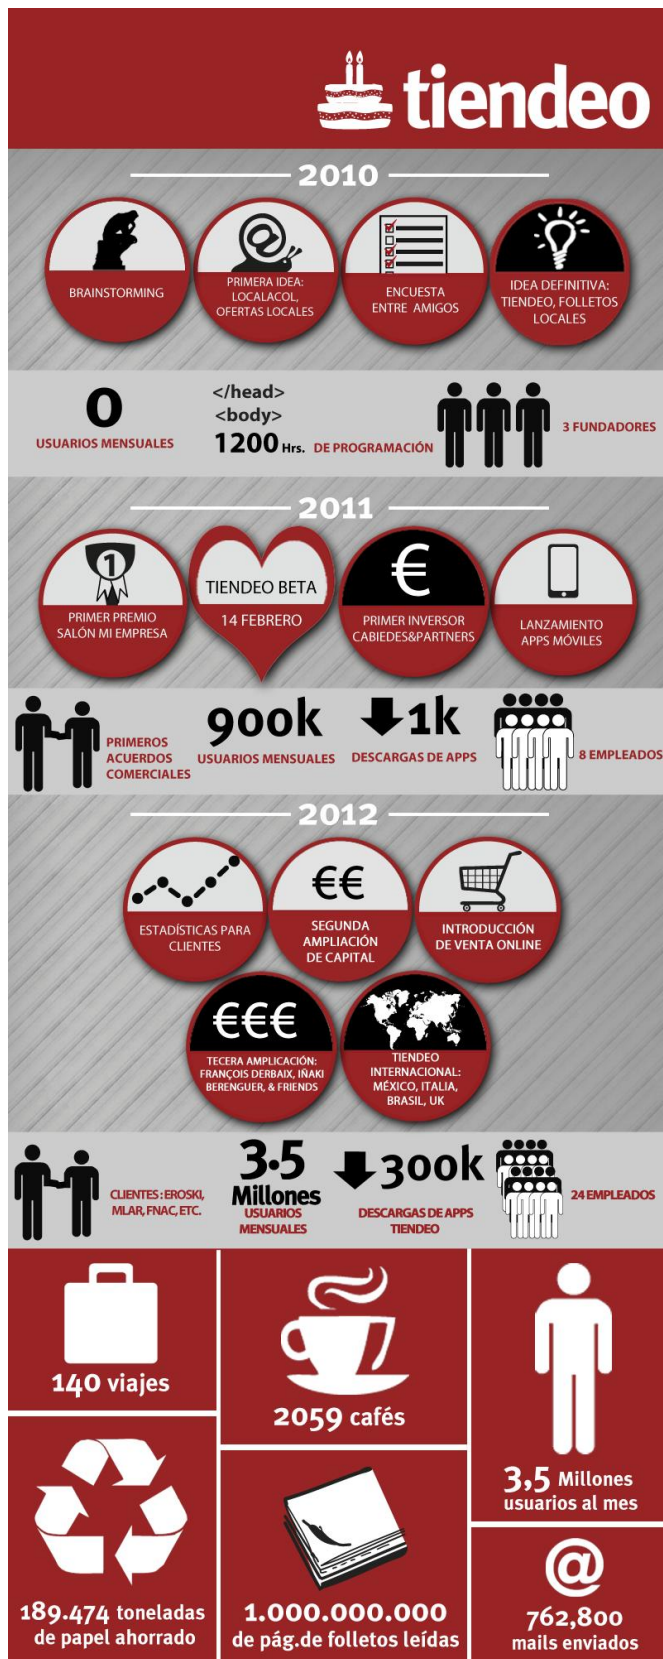 tiendeo
2010
BRAINSTORMING
PRIMERA IDEA:
LOCALACOL,
OFERTAS LOCALES
ENCUESTA
ENTRE AMIGOS
IDEA DEFINITIVA:
TIENDEO, FOLLETOS
LOCALES
0
USUARIOS MENSUALES
</head>
<body>
1200 Hrs. DE PROGRAMACIÓN
3 FUNDADORES
2011
1
PRIMER PREMIO
SALÓN MI EMPRESA
TIENDEO BETA
14 FEBRERO
€
PRIMER INVERSOR
CABIEDES&PARTNERS
LANZAMIENTO
APPS MÓVILES
PRIMEROS
ACUERDOS
COMERCIALES
900k
USUARIOS MENSUALES
1k
DESCARGAS DE APPS
8 EMPLEADOS
2012
ESTADÍSTICAS PARA
CLIENTES
€€
SEGUNDA
AMPLIACIÓN
DE CAPITAL
INTRODUCCIÓN
DE VENTA ONLINE
€€€
TECERA AMPLICACIÓN:
FRANÇOIS DERBAIX, IÑAKI
BERENGUER, & FRIENDS
TIENDEO
INTERNACIONAL:
MÉXICO, ITALIA,
BRASIL, UK
CLIENTES: EROSKI,
MLAR, FNAC, ETC.
3.5
Millones
USUARIOS
MENSUALES
300k
DESCARGAS DE APPS
TIENDEO
24 EMPLEADOS
140 viajes
2059 cafés
3,5 Millones
usuarios al mes
189.474 toneladas
de papel ahorrado
1.000.000.000
de pág.de folletos leídas
@
762,800
mails enviados